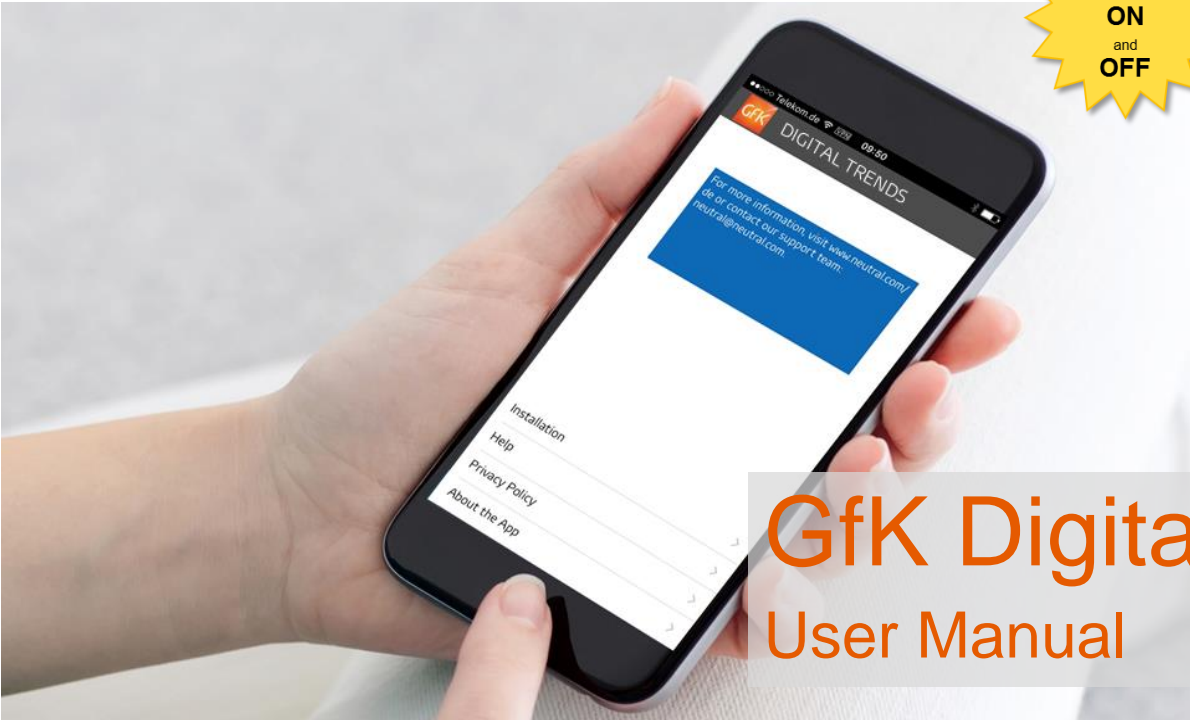 ON
and
OFF
●●○○○ Telekom.de VPN 09:50
GfK DIGITAL TRENDS
For more information, visit www.neutral.com/
de or contact our support team:
neutral@neutral.com.
Installation
Help
Privacy Policy
About the App
GfK Digita
User Manual